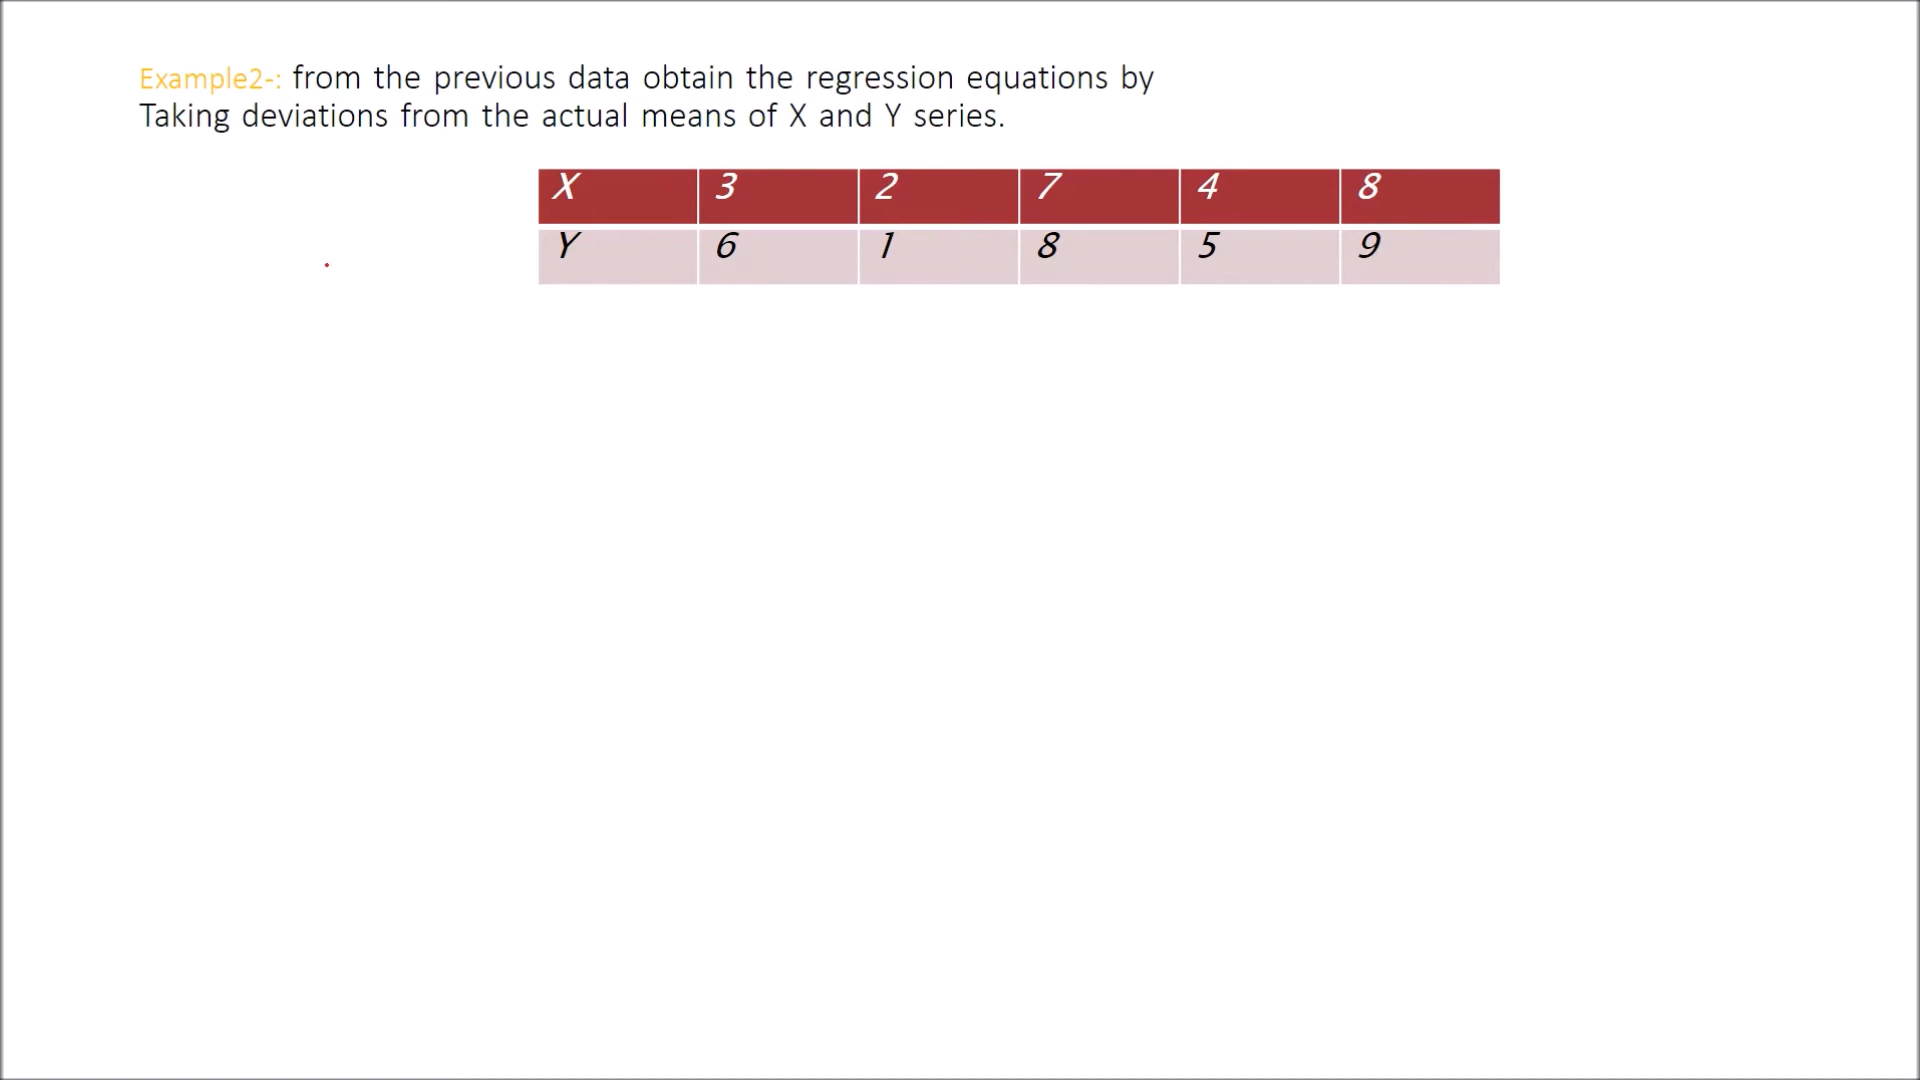 Example2-: from the previous data obtain the regression equations by
Taking deviations from the actual means of X and Y series.
X 3 2 7 4 8
Y 6 1 8 5 9